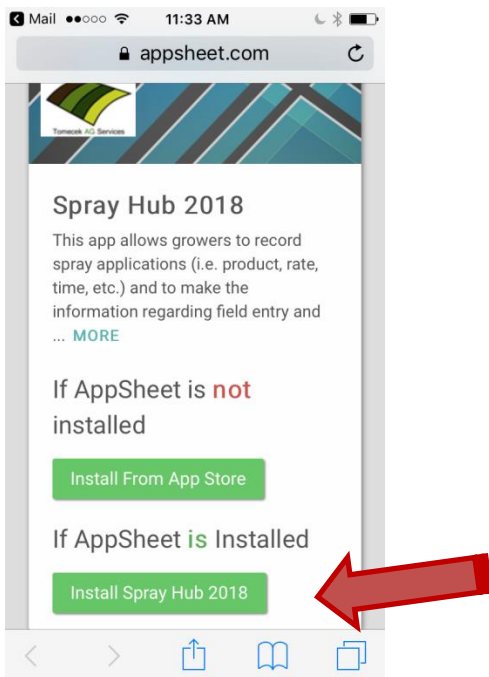 Mail 11:33 AM
appsheet.com
Tomecek AG Services
Spray Hub 2018
This app allows growers to record
spray applications (i.e. product, rate,
time, etc.) and to make the
information regarding field entry and
... MORE
If AppSheet is not
installed
Install From App Store
If AppSheet is Installed
Install Spray Hub 2018